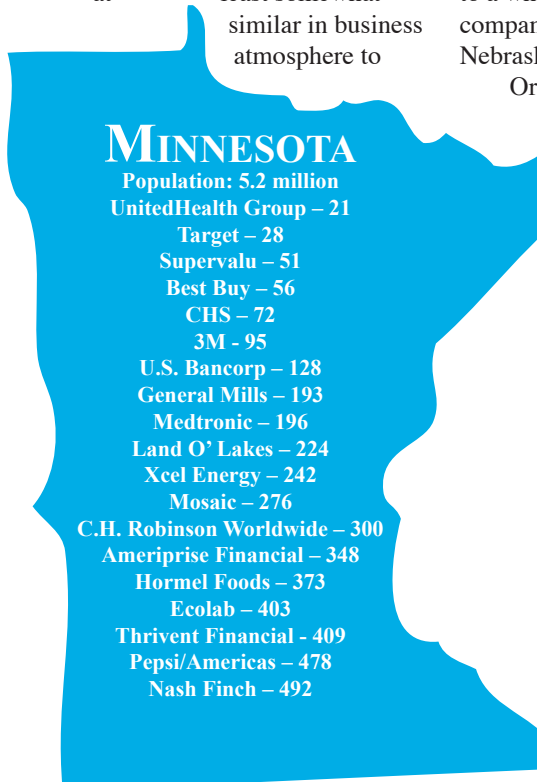 similar in business
atmosphere to
to a
Or
MINNESOTA
Population: 5.2 million
UnitedHealth Group – 21
Target – 28
Supervalu – 51
Best Buy – 56
CHS – 72
3M - 95
U.S. Bancorp – 128
General Mills – 193
Medtronic – 196
Land O’ Lakes – 224
Xcel Energy – 242
Mosaic – 276
C.H. Robinson Worldwide – 300
Ameriprise Financial – 348
Hormel Foods – 373
Ecolab – 403
Thrivent Financial - 409
Pepsi/Americas – 478
Nash Finch – 492